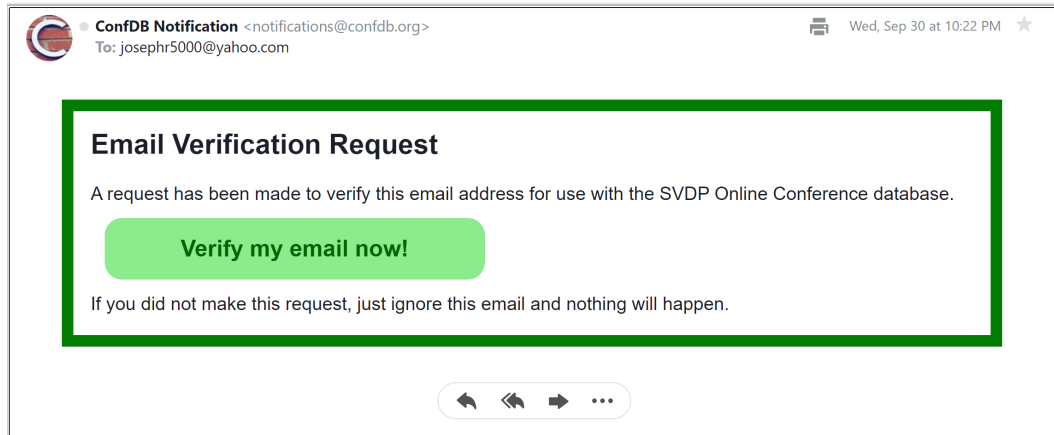 ConfDB Notification <notifications@confdb.org>
Wed, Sep 30 at 10:22 PM
To: josephr5000@yahoo.com
Email Verification Request
A request has been made to verify this email address for use with the SVDP Online Conference database.
Verify my email now!
If you did not make this request, just ignore this email and nothing will happen.